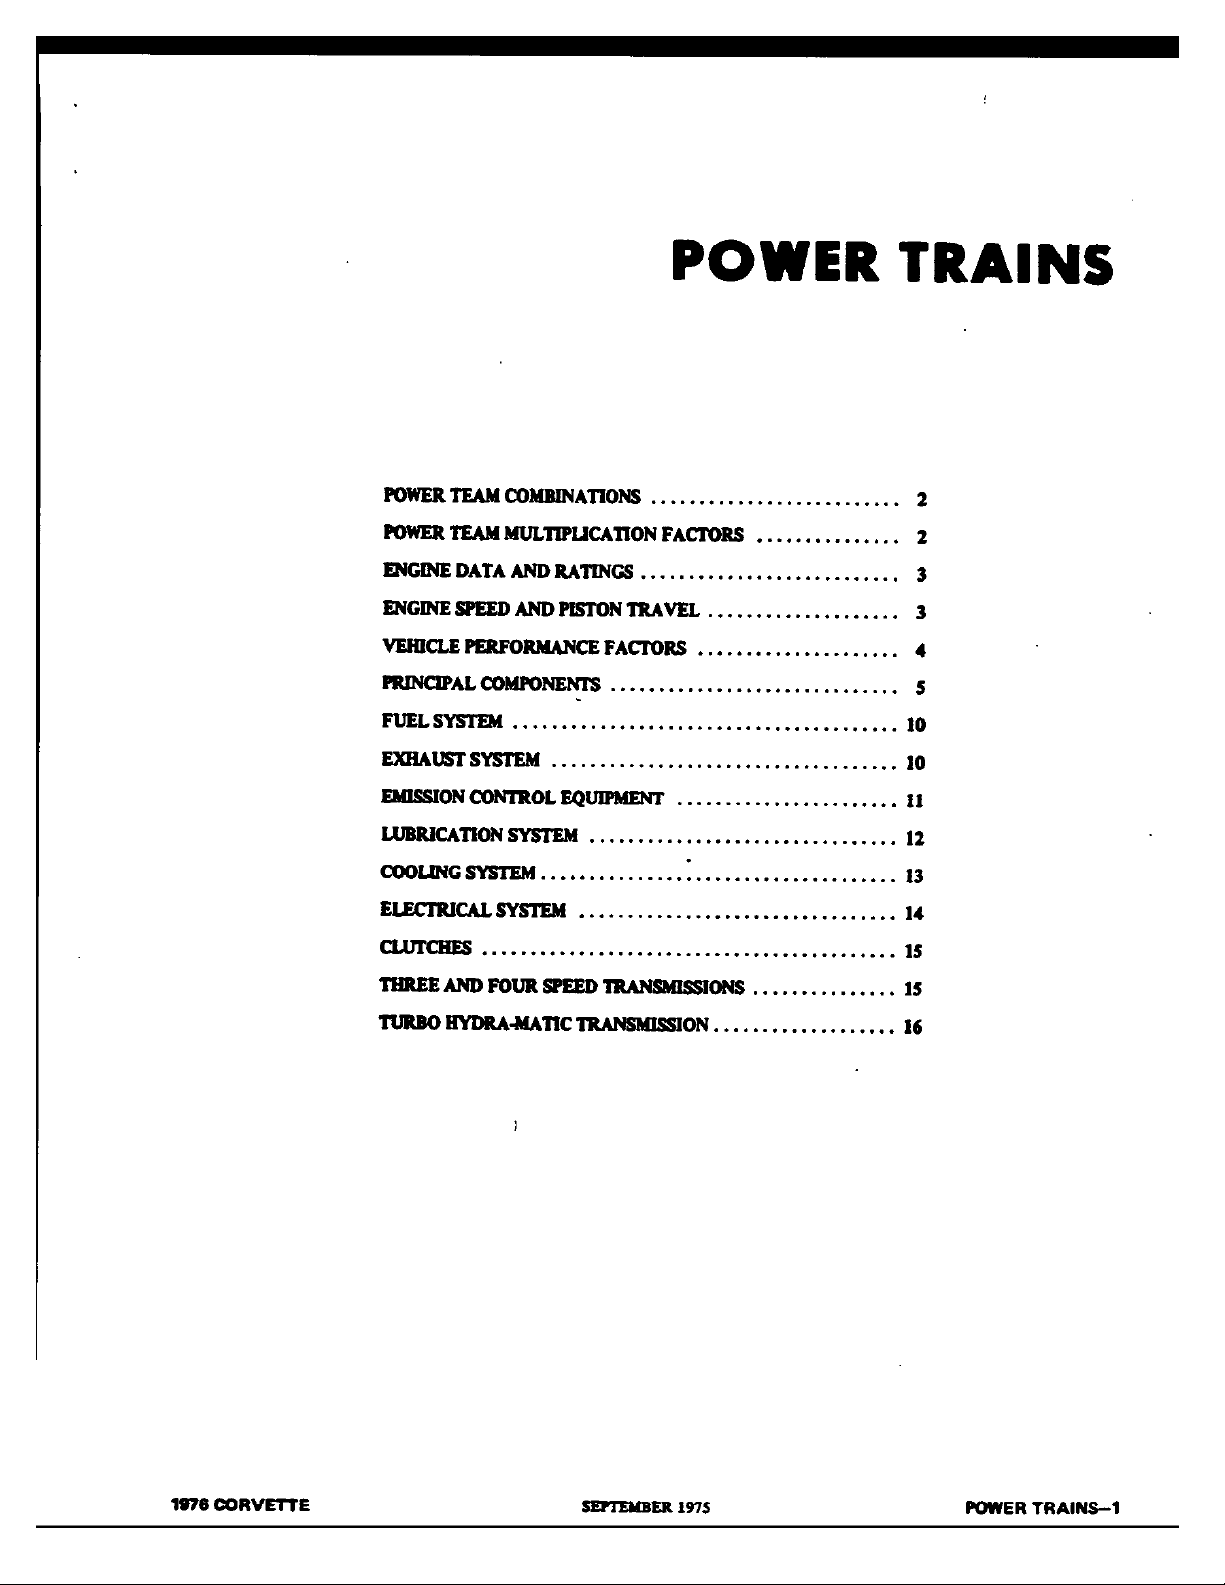 POWER TRAINS
POWER TEAM COMBINATIONS .......................... 2
POWER TEAM MULTIPLICATION FACTORS ............... 2
ENGINE DATA AND RATINGS ........................... 3
ENGINE SPEED AND PISTON TRAVEL .................... 3
VEHICLE PERFORMANCE FACTORS ..................... 4
PRINCIPAL COMPONENTS .............................. 5
FUEL SYSTEM ........................................ 10
EXHAUST SYSTEM .................................... 10
EMISSION CONTROL EQUIPMENT ....................... 11
LUBRICATION SYSTEM ................................ 12
COOLING SYSTEM ..................................... 13
ELECTRICAL SYSTEM ................................. 14
CLUTCHES ........................................... 15
THREE AND FOUR SPEED TRANSMISSIONS ............... 15
TURBO HYDRA-MATIC TRANSMISSION ................... 16
1976 CORVETTE SEPTEMBER 1975 POWER TRAINS—1